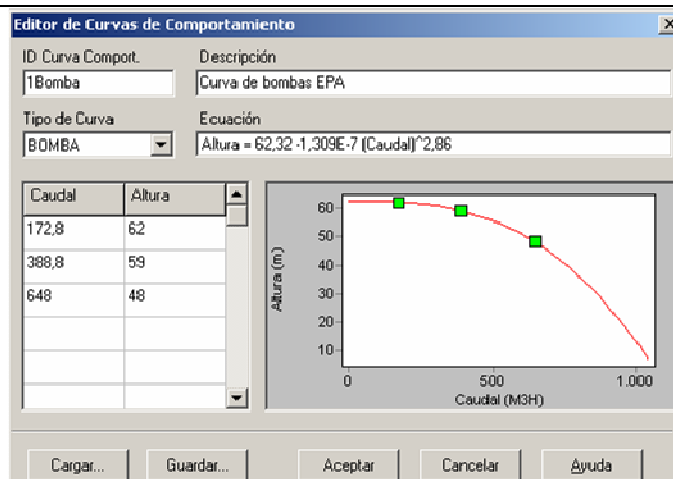 Editor de Curvas de Comportamiento
ID Curva Comport. Descripción
1Bomba Curva de bombas EPA
Tipo de Curva Ecuación
BOMBA Altura = 62,32 -1,309E-7 (Caudal)^2,86
Caudal Altura
172,8 62
388,8 59
648 48
60
50
40
30
20
10
Altura (m)
0 500 1.000
Caudal (M3H)
Cargar... Guardar... Aceptar Cancelar Ayuda